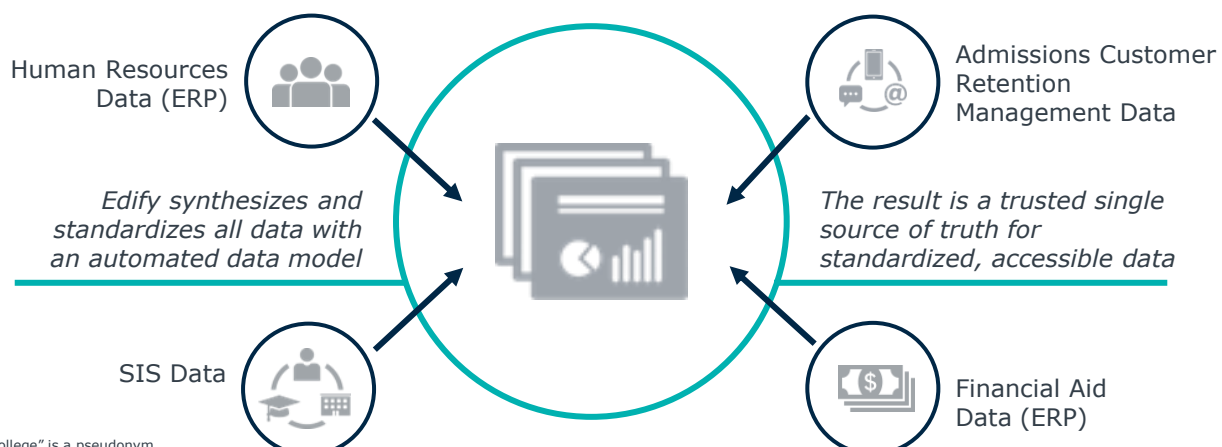 Human Resources
Data (ERP)
Admissions Customer
Retention
Management Data
@
Edify synthesizes and
standardizes all data with
an automated data model
The result is a trusted single
source of truth for
standardized, accessible data
SIS Data
$
Financial Aid
Data (ERP)
is a pseudonym